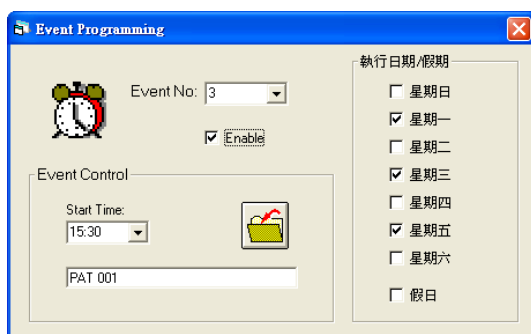 Event Programming
Event No: 3
Enable
Event Control
Start Time:
15:30
PAT 001
執行日期/假期
星期日
星期一
星期二
星期三
星期四
星期五
星期六
假日